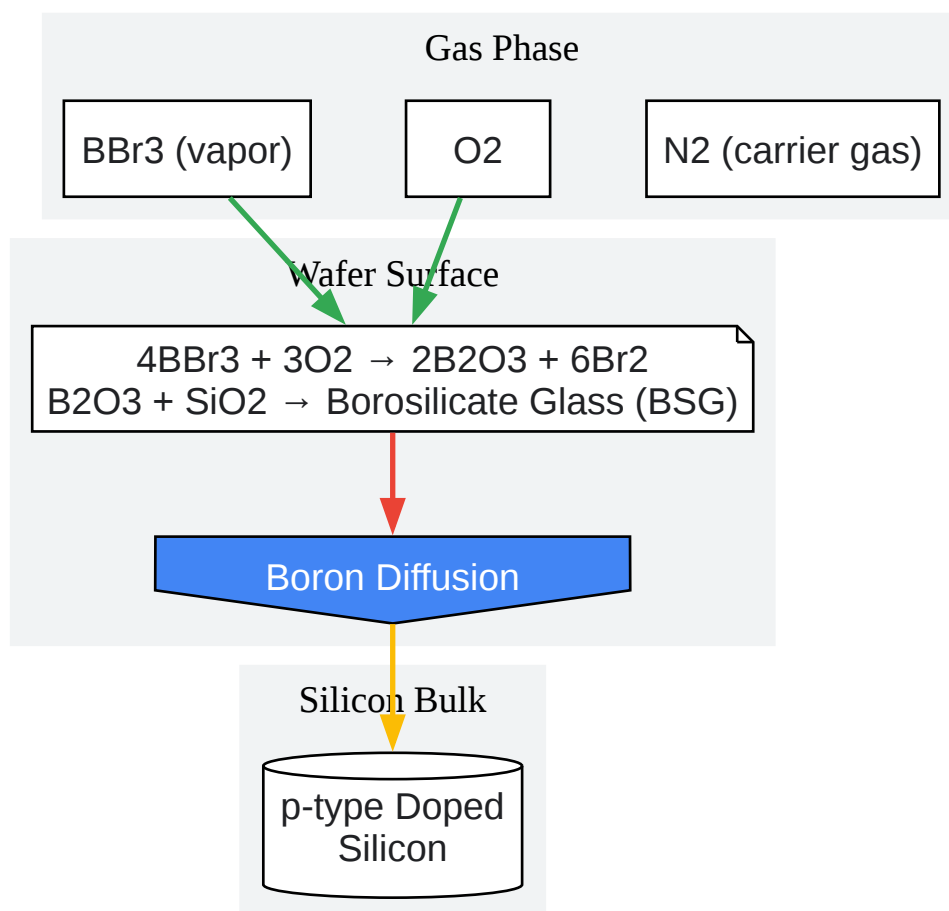 Gas Phase
BBr3 (vapor)
O2
N2 (carrier gas)
Wafer Surface
4BBr3 + 3O2 → 2B2O3 + 6Br2
B2O3 + SiO2 → Borosilicate Glass (BSG)
Boron Diffusion
Silicon Bulk
p-type Doped
Silicon